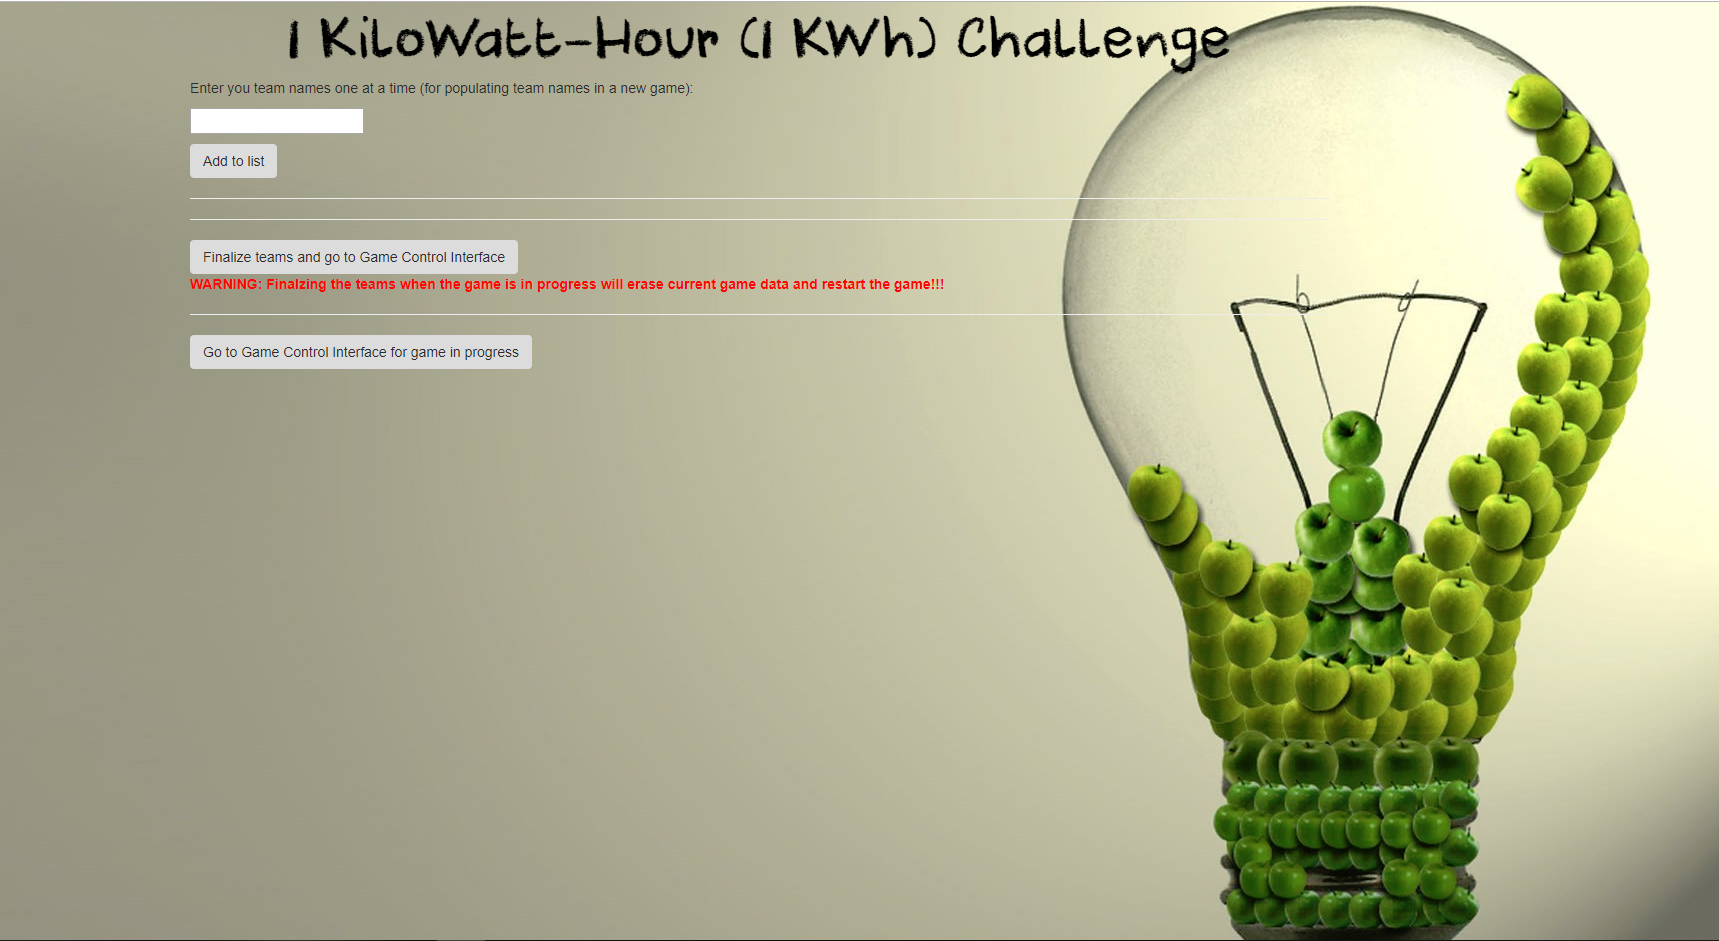 1 KiloWatt-Hour (1 KWh) Challenge
Enter you team names one at a time (for populating team names in a new game):
Add to list
Finalize teams and go to Game Control Interface
WARNING: Finalzing the teams when the game is in progress will erase current game data and restart the game!!!
Go to Game Control Interface for game in progress